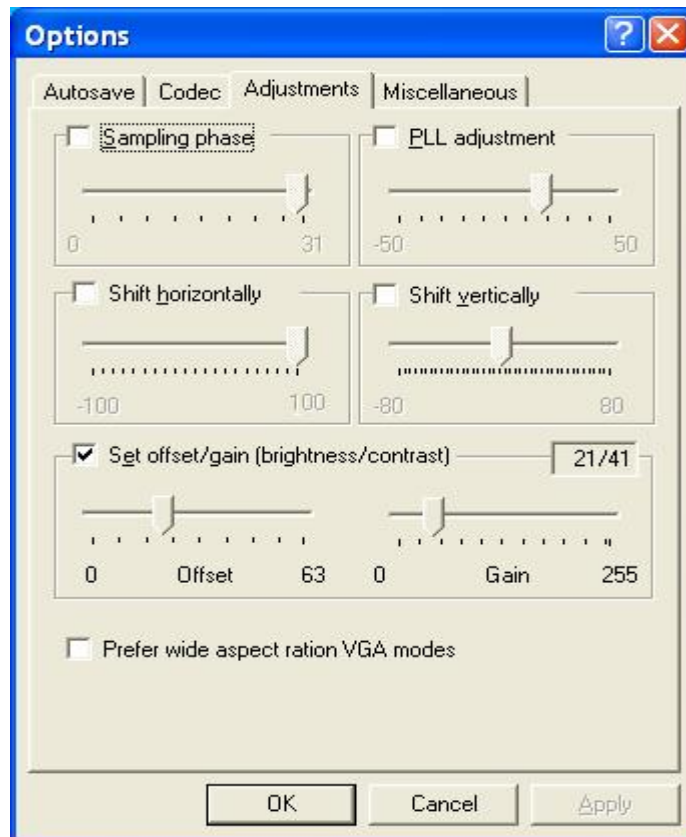 Options
Autosave Codec Adjustments Miscellaneous
Sampling phase
0 31
PLL adjustment
-50 50
Shift horizontally
-100 100
Shift vertically
-80 80
Set offset/gain (brightness/contrast) 21/41
0 Offset 63 0 Gain 255
Prefer wide aspect ration VGA modes
OK Cancel Apply